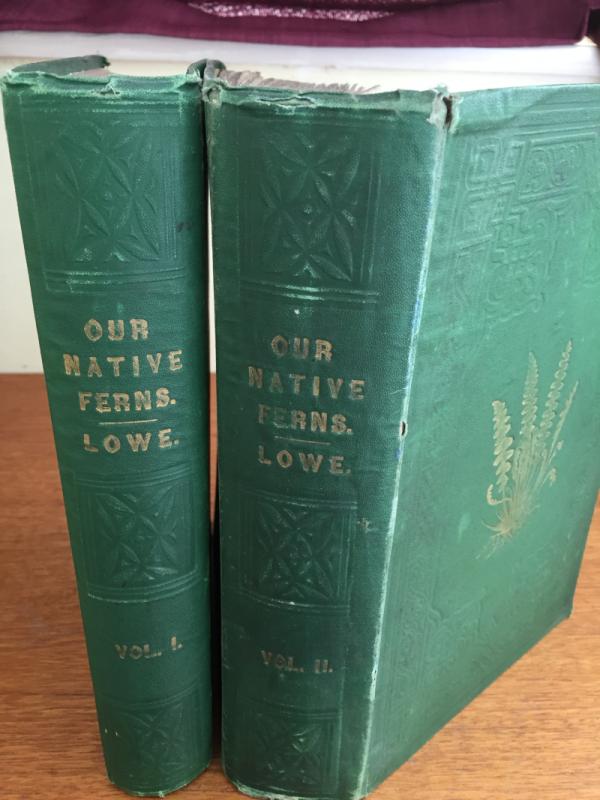 OUR
NATIVE
FERNS.
LOWE.
VOL. I.
OUR
NATIVE
FERNS.
LOWE.
VOL. II.